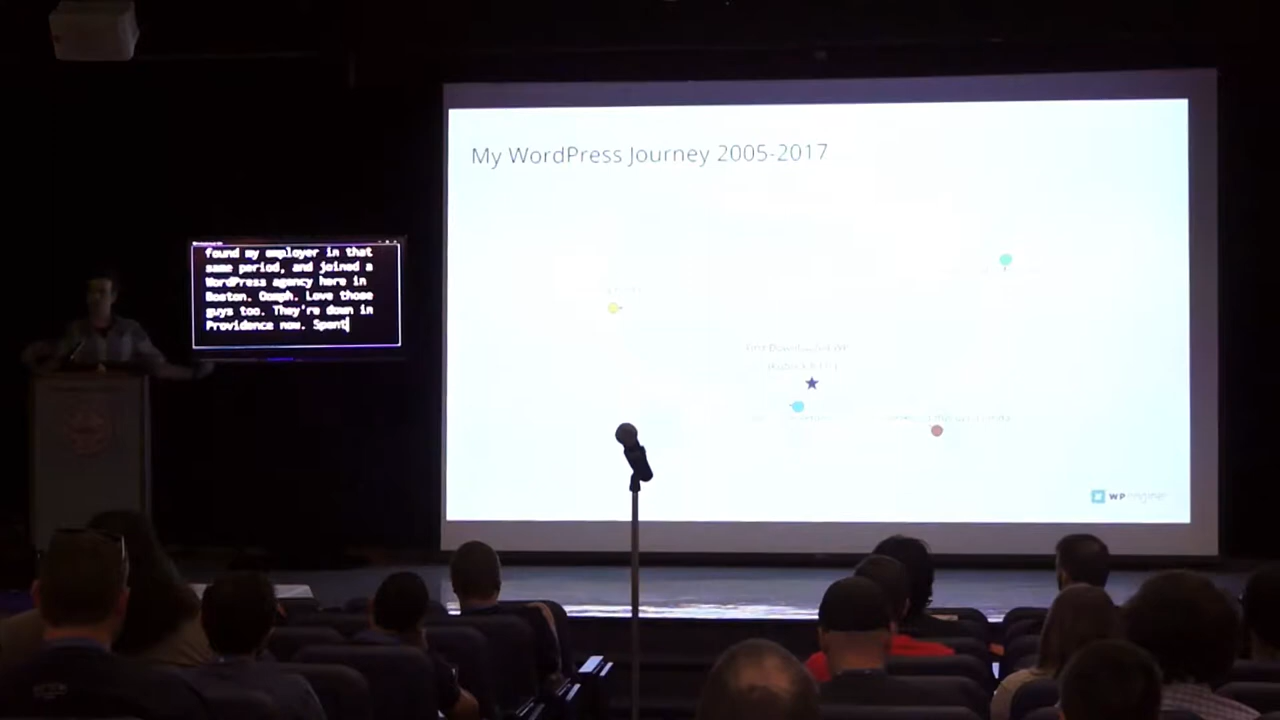 My WordPress Journey 2005-2017
found my employer in that
same period, and joined a
WordPress agency here in
Boston. Oomph. Love those
guys too. They're down in
Providence now. Spent
WP engine